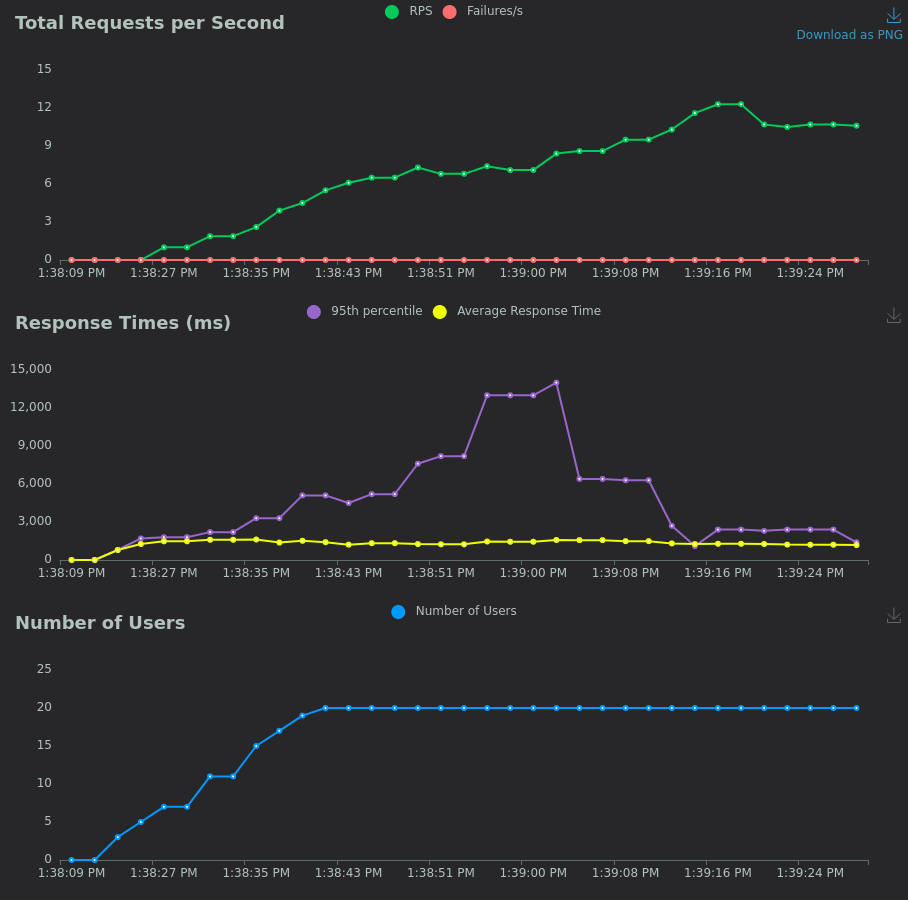 Total Requests per Second
RPS Failures/s
Download as PNG
15
12
9
6
3
0
1:38:09 PM 1:38:27 PM 1:38:35 PM 1:38:43 PM 1:38:51 PM 1:39:00 PM 1:39:08 PM 1:39:16 PM 1:39:24 PM
Response Times (ms)
95th percentile Average Response Time
15,000
12,000
9,000
6,000
3,000
0
1:38:09 PM 1:38:27 PM 1:38:35 PM 1:38:43 PM 1:38:51 PM 1:39:00 PM 1:39:08 PM 1:39:16 PM 1:39:24 PM
Number of Users
Number of Users
25
20
15
10
5
0
1:38:09 PM 1:38:27 PM 1:38:35 PM 1:38:43 PM 1:38:51 PM 1:39:00 PM 1:39:08 PM 1:39:16 PM 1:39:24 PM